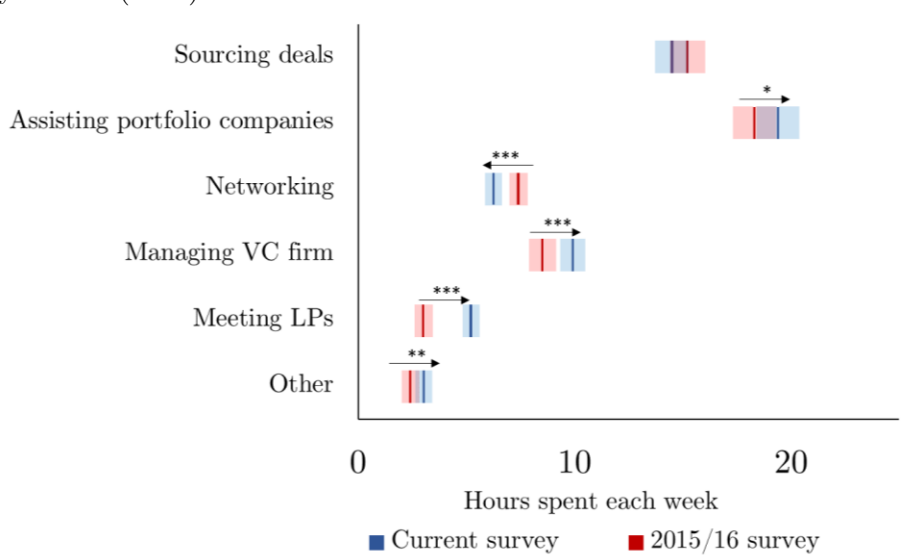 Sourcing deals
*
Assisting portfolio companies
***
Networking
***
Managing VC firm
***
Meeting LPs
**
Other
0 10 20
Hours spent each week
Current survey 2015/16 survey